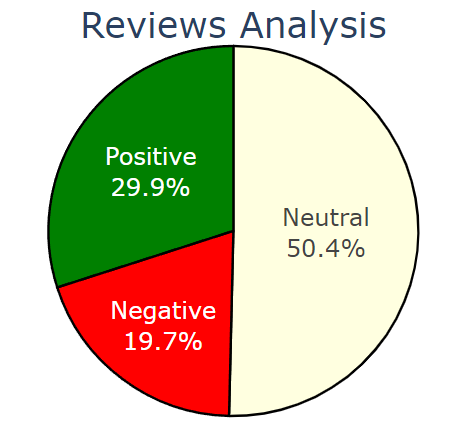 Reviews Analysis
Positive
29.9%
Neutral
50.4%
Negative
19.7%